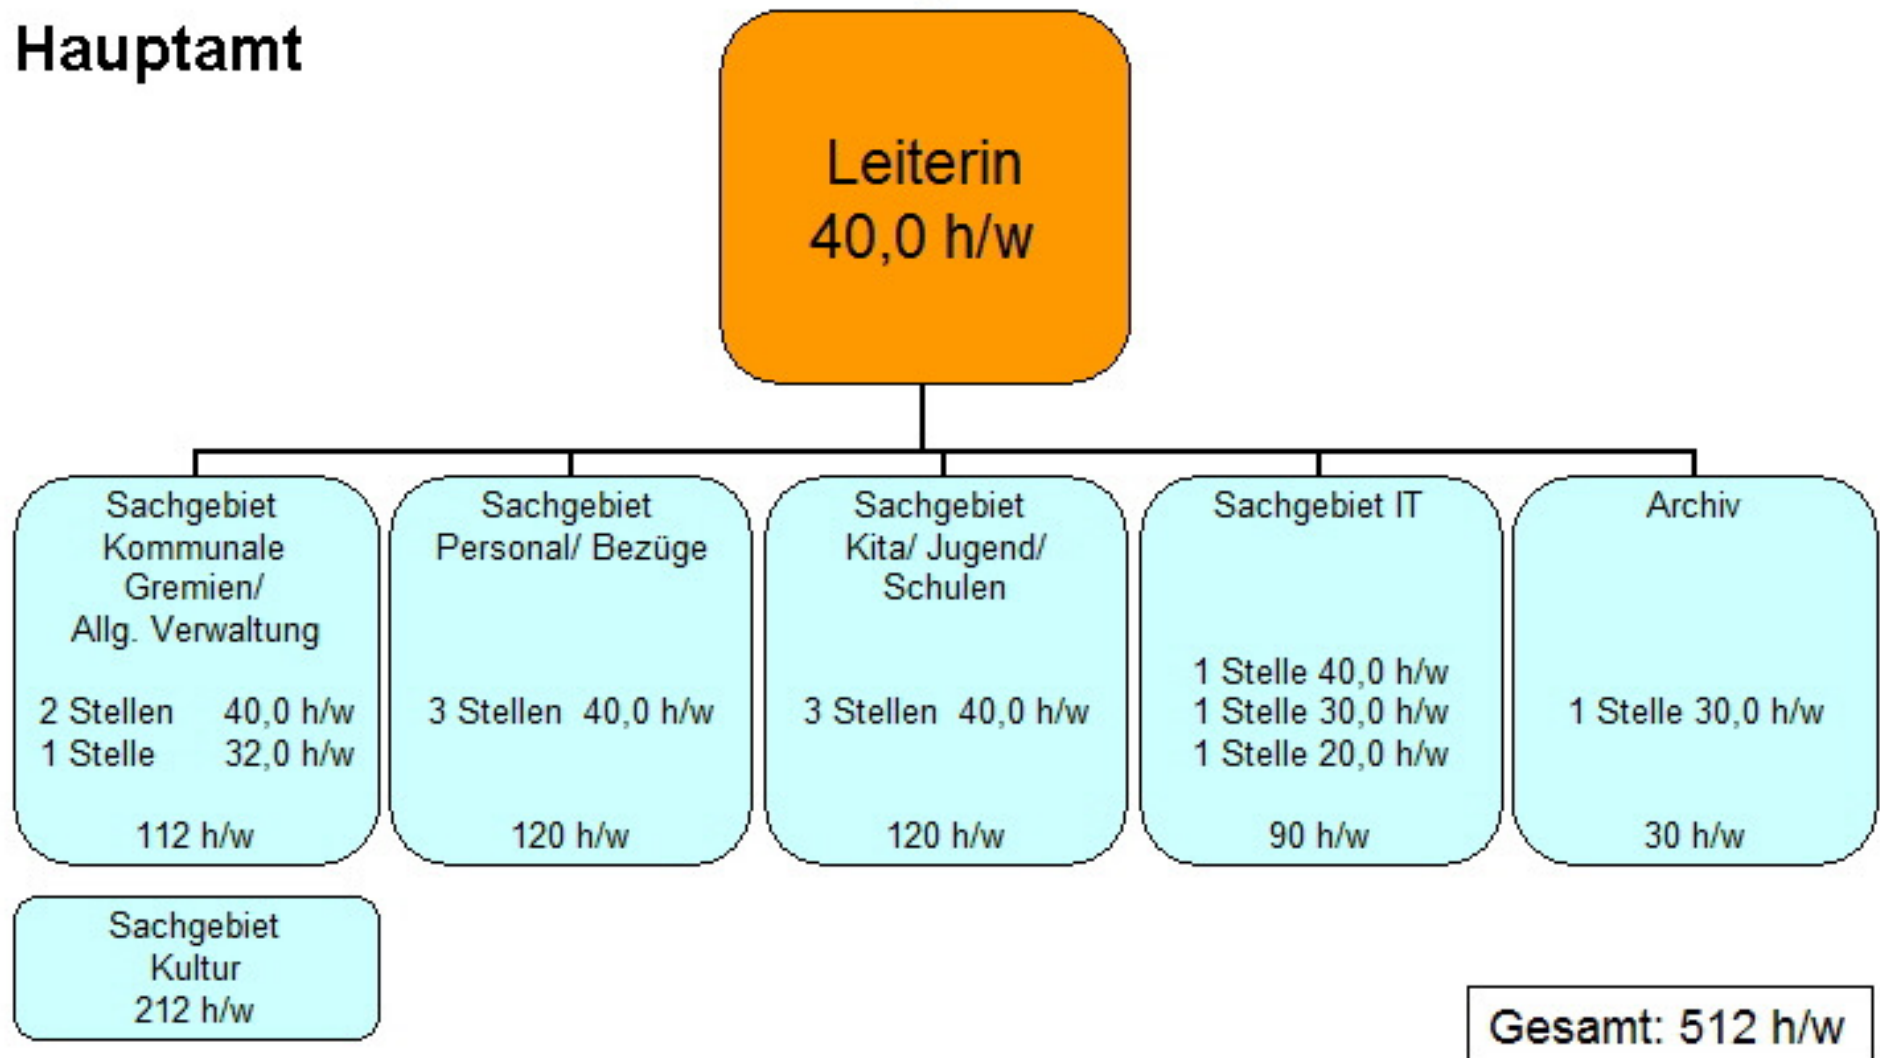 Hauptamt
Leiterin
40,0 h/w
Sachgebiet
Kommunale
Gremien/
Allg. Verwaltung
2 Stellen 40,0 h/w
1 Stelle 32,0 h/w
112 h/w
Sachgebiet
Personal/ Bezüge
3 Stellen 40,0 h/w
120 h/w
Sachgebiet
Kita/ Jugend/
Schulen
3 Stellen 40,0 h/w
120 h/w
Sachgebiet IT
1 Stelle 40,0 h/w
1 Stelle 30,0 h/w
1 Stelle 20,0 h/w
90 h/w
Archiv
1 Stelle 30,0 h/w
30 h/w
Sachgebiet
Kultur
212 h/w
Gesamt: 512 h/w